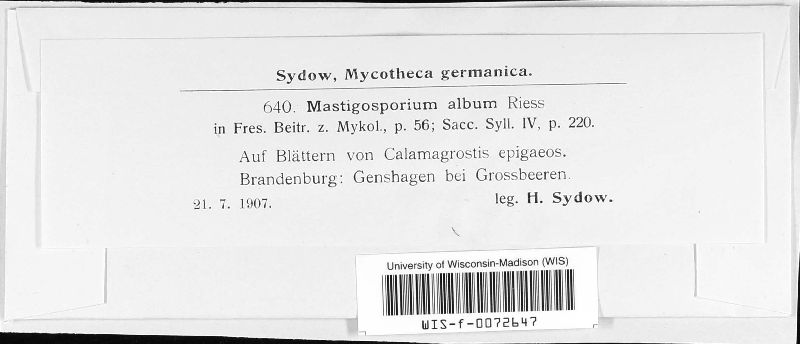 Sydow, Mycotheca germanica.
640. Mastigosporium album Riess
in Fres. Beitr. z. Mykol., p. 56; Sacc. Syll. IV, p. 220.
Auf Blättern von Calamagrostis epigaeos.
Brandenburg: Genshagen bei Grossbeeren.
21. 7. 1907. leg. H. Sydow.
University of Wisconsin-Madison (WIS)
WIS-f-0072647